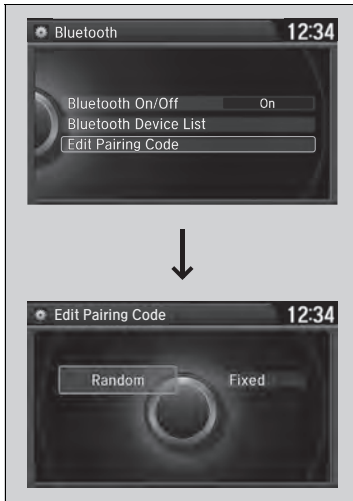 Bluetooth 12:34
Bluetooth On/Off On
Bluetooth Device List
Edit Pairing Code
Edit Pairing Code 12:34
Random Fixed